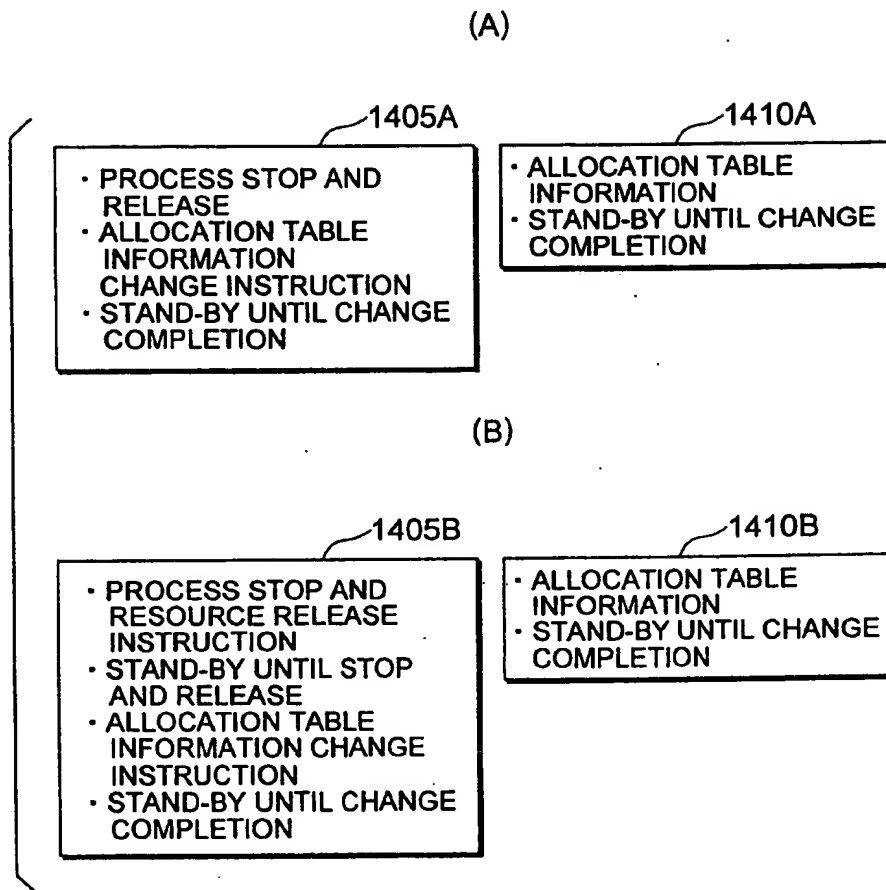 (A)
1405A
· PROCESS STOP AND
RELEASE
· ALLOCATION TABLE
INFORMATION
CHANGE INSTRUCTION
· STAND-BY UNTIL CHANGE
COMPLETION
1410A
· ALLOCATION TABLE
INFORMATION
· STAND-BY UNTIL CHANGE
COMPLETION
(B)
1405B
· PROCESS STOP AND
RESOURCE RELEASE
INSTRUCTION
· STAND-BY UNTIL STOP
AND RELEASE
· ALLOCATION TABLE
INFORMATION CHANGE
INSTRUCTION
· STAND-BY UNTIL CHANGE
COMPLETION
1410B
· ALLOCATION TABLE
INFORMATION
· STAND-BY UNTIL CHANGE
COMPLETION